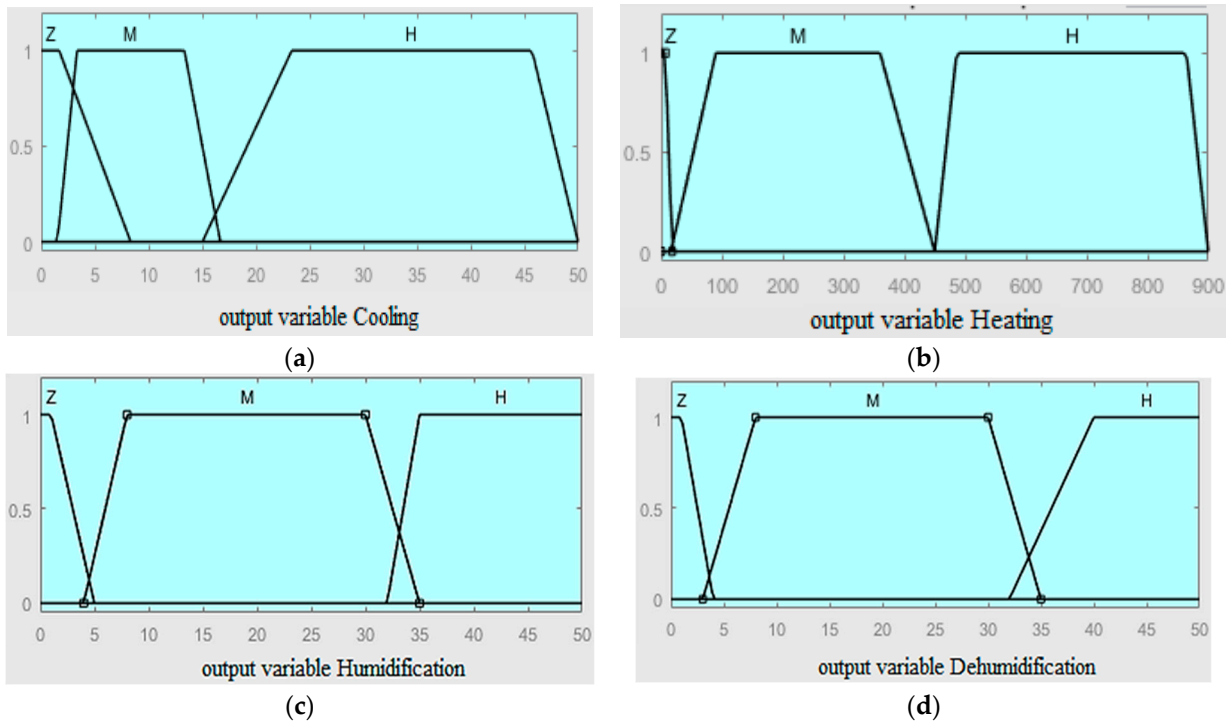 Z M H
1
0.5
0
0 5 10 15 20 25 30 35 40 45 50
output variable Cooling
(a)
Z M H
1
0.5
0
0 100 200 300 400 500 600 700 800 900
output variable Heating
(b)
Z M H
1
0.5
0
0 5 10 15 20 25 30 35 40 45 50
output variable Humidification
(c)
Z M H
1
0.5
0
0 5 10 15 20 25 30 35 40 45 50
output variable Dehumidification
(d)